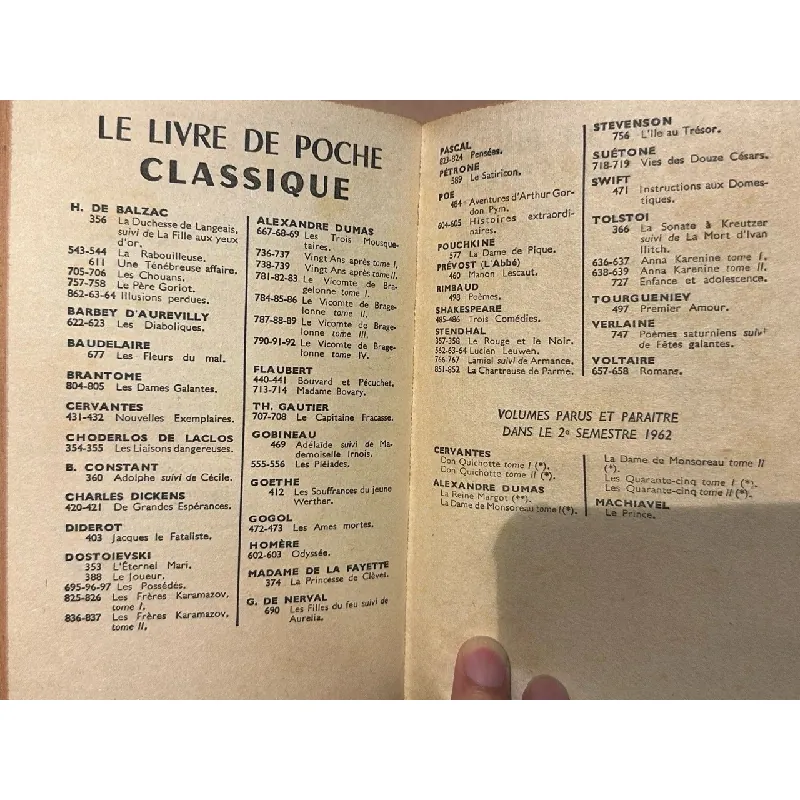 LE LIVRE DE POCHE
CLASSIQUE
H. DE BALZAC
356 La Duchesse de Langeais,
suivi de La Fille aux yeux
d'or.
543-544 La Rabouilleuse.
611 Une Ténébreuse affaire.
705-706 Les Chouans.
757-758 Le Père Goriot.
862-63-64 Illusions perdues.
BARBEY D'AUREVILLY
622-623 Les Diaboliques.
BAUDELAIRE
677 Les Fleurs du mal.
BRANTOME
804-805 Les Dames Galantes.
CERVANTES
431-432 Nouvelles Exemplaires.
CHODERLOS DE LACLOS
354-355 Les Liaisons dangereuses.
B. CONSTANT
360 Adolphe suivi de Cécile.
CHARLES DICKENS
420-421 De Grandes Espérances.
DIDEROT
403 Jacques le Fataliste.
DOSTOIEVSKI
353 L'Éternel Mari.
388 Le Joueur.
695-96-97 Les Possédés.
825-826 Les Frères Karamazov,
tome I.
836-837 Les Frères Karamazov,
tome II.
ALEXANDRE DUMAS
667-68-69 Les Trois Mousque-
taires.
736-737 Vingt Ans après tome I.
738-739 Vingt Ans après tome II.
781-82-83 Le Vicomte de Bra-
gelonne tome I.
784-85-86 Le Vicomte de Brage-
lonne tome II.
787-88-89 Le Vicomte de Brage-
lonne tome III.
790-91-92 Le Vicomte de Brage-
lonne tome IV.
FLAUBERT
440-441 Bouvard et Pécuchet.
713-714 Madame Bovary.
TH. GAUTIER
707-708 Le Capitaine Fracasse.
GOBINEAU
469 Adélaïde suivi de Ma-
demoiselle Irnois.
555-556 Les Pléiades.
GOETHE
412 Les Souffrances du jeune
Werther.
GOGOL
472-473 Les Ames mortes.
HOMÈRE
602-603 Odyssée.
MADAME DE LA FAYETTE
374 La Princesse de Clèves.
G. DE NERVAL
690 Les Filles du feu suivi de
Aurelia.
PASCAL
823-824 Pensées.
PÉTRONE
589 Le Satiricon.
POE
484 Aventures d'Arthur Gor-
don Pym.
604-605 Histoires extraordi-
naires.
POUCHKINE
577 La Dame de Pique.
PRÉVOST (L'Abbé)
460 Manon Lescaut.
RIMBAUD
498 Poèmes.
SHAKESPEARE
485-486 Trois Comédies.
STENDHAL
357-358 Le Rouge et le Noir.
562-63-64 Lucien Leuwen.
766-767 Lamiel suivi de Armance.
851-852 La Chartreuse de Parme.
STEVENSON
756 L'Ile au Trésor.
SUÉTONE
718-719 Vies des Douze Césars.
SWIFT
471 Instructions aux Domes-
tiques.
TOLSTOI
366 La Sonate à Kreutzer
suivi de La Mort d'Ivan
Ilitch.
636-637 Anna Karenine tome I.
638-639 Anna Karenine tome II.
727 Enfance et adolescence.
TOURGUENIEV
497 Premier Amour.
VERLAINE
747 Poèmes saturniens suivi
de Fêtes galantes.
VOLTAIRE
657-658 Romans.
VOLUMES PARUS ET PARAITRE
DANS LE 2e SEMESTRE 1962
CERVANTES
Don Quichotte tome I (*).
Don Quichotte tome II (*).
ALEXANDRE DUMAS
La Reine Margot (**).
La Dame de Monsoreau tome I(*).
La Dame de Monsoreau tome II
(*).
Les Quarante-cinq tome I (*).
Les Quarante-cinq tome II (*).
MACHIAVEL
Le Prince.